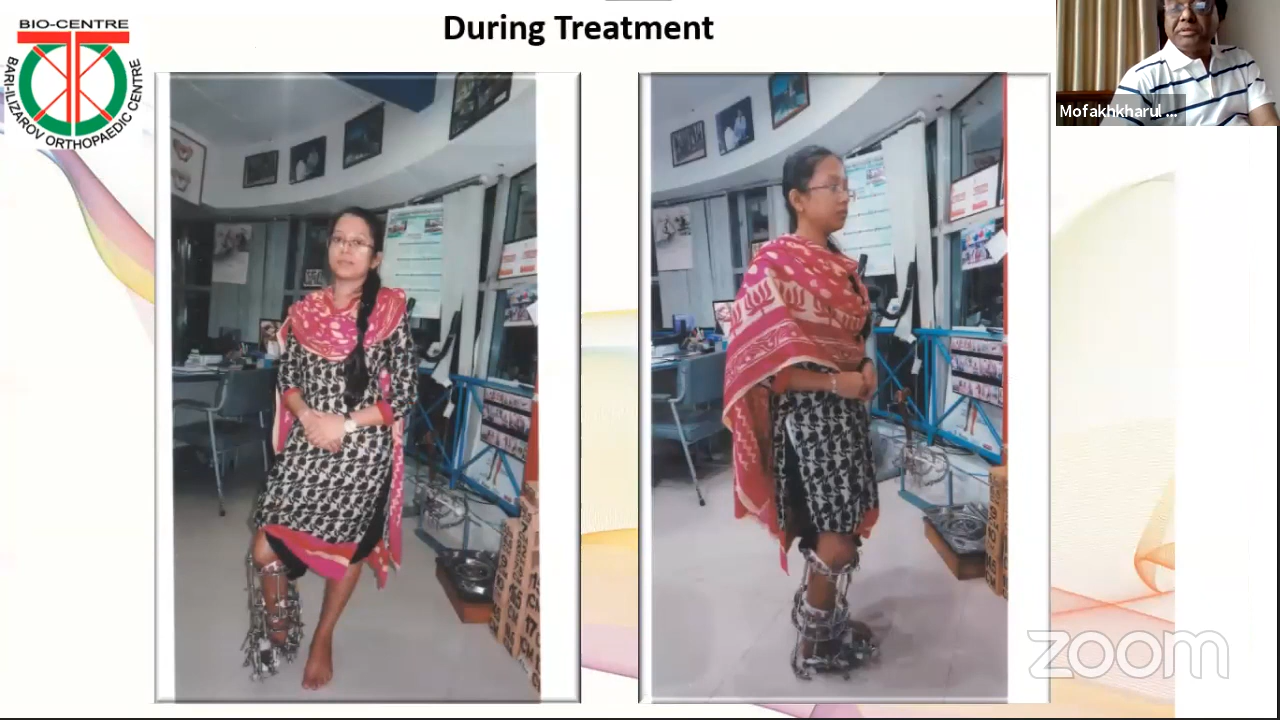 During Treatment
BIO-CENTRE
BARI-ILIZAROV ORTHOPAEDIC CENTRE
Mofakhkharul ...
zoom